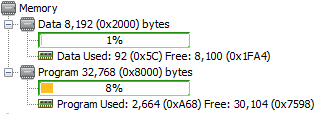 Memory
Data 8,192 (0x2000) bytes
1%
Data Used: 92 (0x5C) Free: 8,100 (0x1FA4)
Program 32,768 (0x8000) bytes
8%
Program Used: 2,664 (0xA68) Free: 30,104 (0x7598)